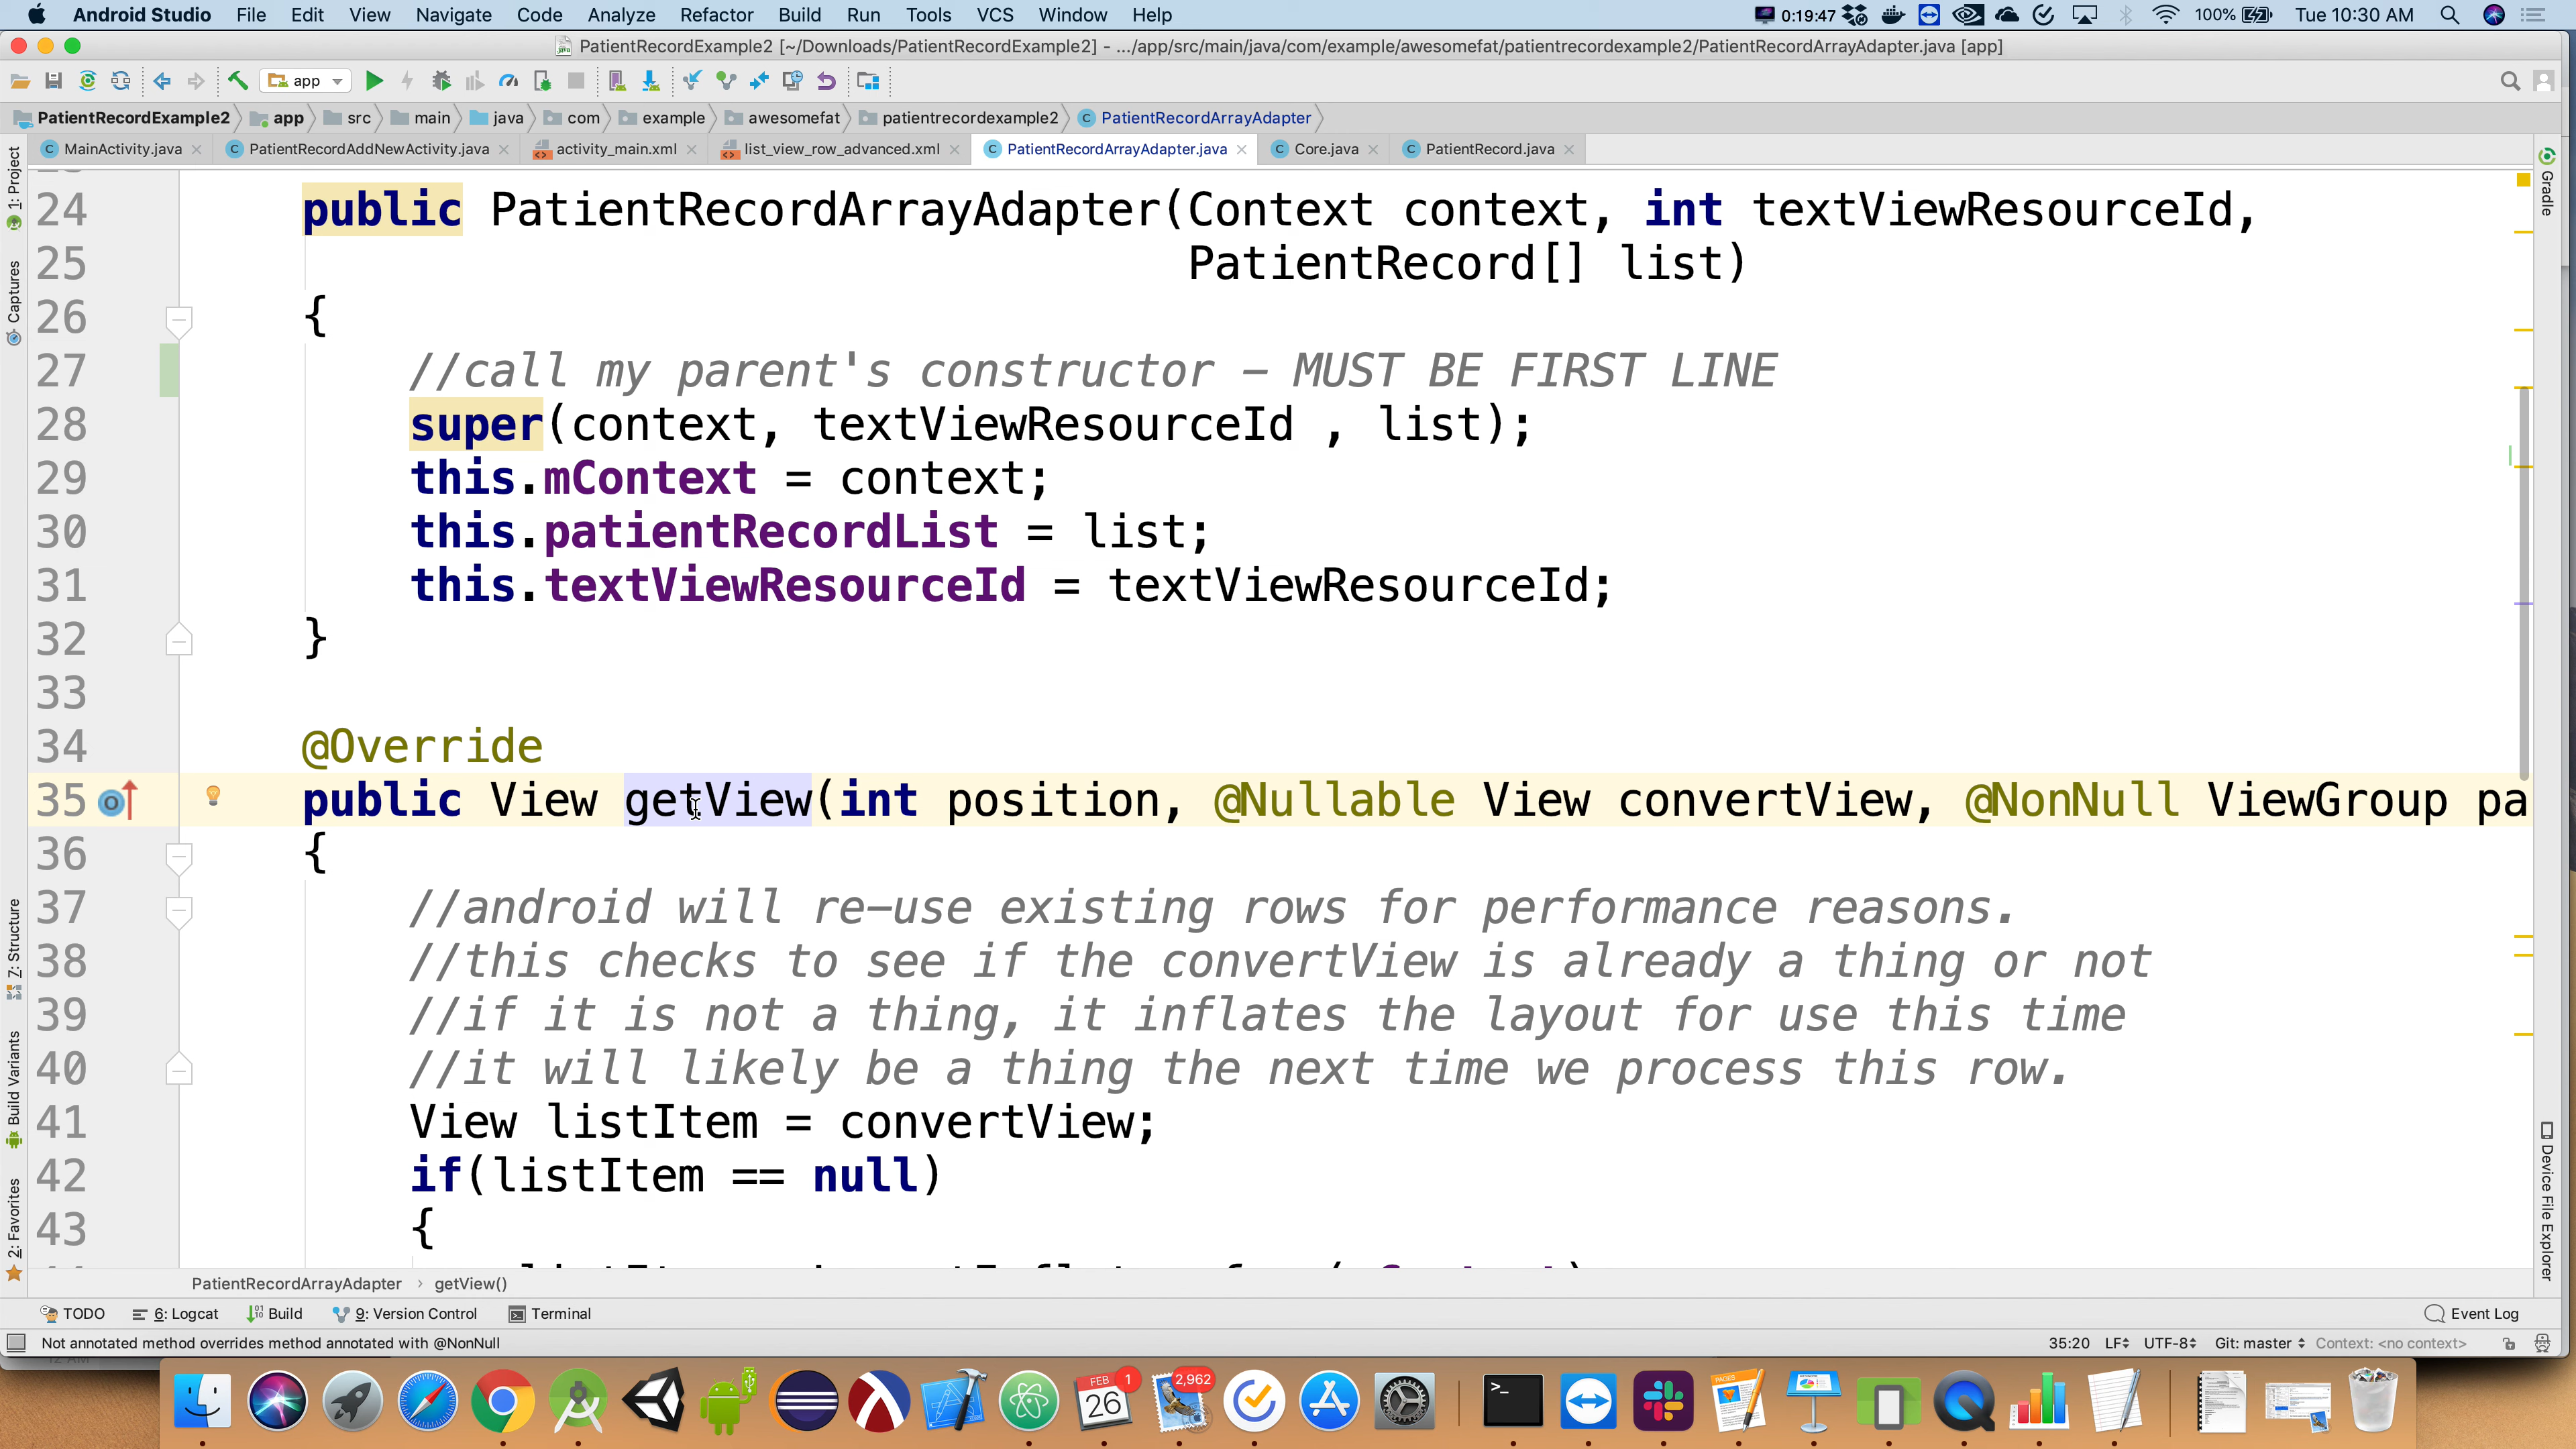 Android Studio File Edit View Navigate Code Analyze Refactor Build Run Tools VCS Window Help 0:19:47 100% Tue 10:30 AM
PatientRecordExample2 [~/Downloads/PatientRecordExample2] - .../app/src/main/java/com/example/awesomefat/patientrecordexample2/PatientRecordArrayAdapter.java [app]
app
PatientRecordExample2 app src main java com example awesomefat patientrecordexample2 PatientRecordArrayAdapter
MainActivity.java PatientRecordAddNewActivity.java activity_main.xml list_view_row_advanced.xml PatientRecordArrayAdapter.java Core.java PatientRecord.java
1: Project
Captures
7: Structure
Build Variants
2: Favorites
Gradle
Device File Explorer
24 public PatientRecordArrayAdapter(Context context, int textViewResourceId,
25 PatientRecord[] list)
26 {
27 //call my parent's constructor – MUST BE FIRST LINE
28 super(context, textViewResourceId , list);
29 this.mContext = context;
30 this.patientRecordList = list;
31 this.textViewResourceId = textViewResourceId;
32 }
33
34 @Override
35 public View getView(int position, @Nullable View convertView, @NonNull ViewGroup pa
36 {
37 //android will re–use existing rows for performance reasons.
38 //this checks to see if the convertView is already a thing or not
39 //if it is not a thing, it inflates the layout for use this time
40 //it will likely be a thing the next time we process this row.
41 View listItem = convertView;
42 if(listItem == null)
43 {
PatientRecordArrayAdapter › getView()
TODO 6: Logcat Build 9: Version Control Terminal Event Log
Not annotated method overrides method annotated with @NonNull 35:20 LF UTF-8 Git: master Context: <no context>
12 AM
FEB 26 1 2,962 PAGES